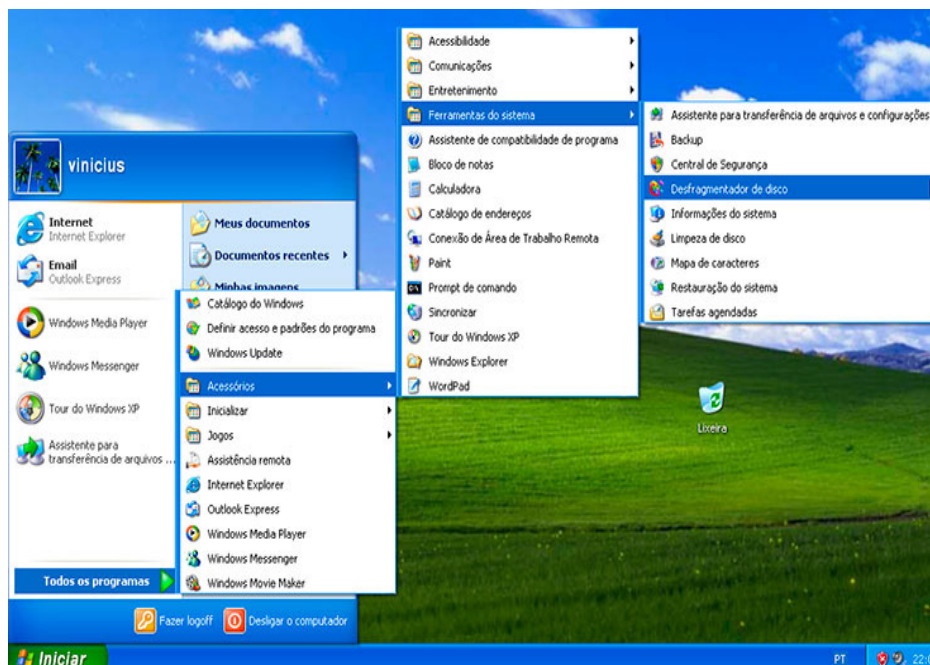 vinicius
Internet
Internet Explorer
Email
Outlook Express
Windows Media Player
Windows Messenger
Tour do Windows XP
Assistente para
transferência de arquivos ...
Todos os programas
Meus documentos
Documentos recentes
Minhas imagens
Catálogo do Windows
Definir acesso e padrões do programa
Windows Update
Acessórios
Inicializar
Jogos
Assistência remota
Internet Explorer
Outlook Express
Windows Media Player
Windows Messenger
Windows Movie Maker
Acessibilidade
Comunicações
Entretenimento
Ferramentas do sistema
Assistente de compatibilidade de programa
Bloco de notas
Calculadora
Catálogo de endereços
Conexão de Área de Trabalho Remota
Paint
Prompt de comando
Sincronizar
Tour do Windows XP
Windows Explorer
WordPad
Assistente para transferência de arquivos e configurações
Backup
Central de Segurança
Desfragmentador de disco
Informações do sistema
Limpeza de disco
Mapa de caracteres
Restauração do sistema
Tarefas agendadas
Lixeira
Fazer logoff
Desligar o computador
Iniciar
PT